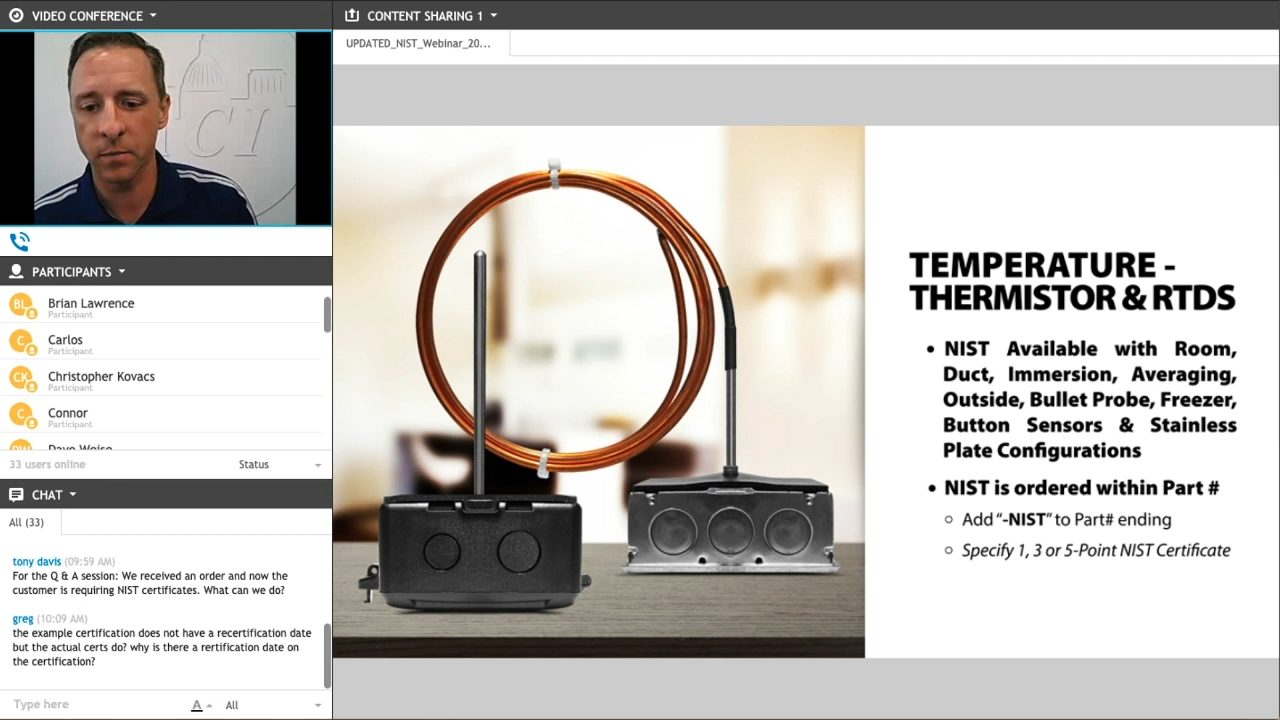 VIDEO CONFERENCE
CONTENT SHARING 1
UPDATED_NIST_Webinar_20...
CI
PARTICIPANTS
BL
Brian Lawrence
Participant
C
Carlos
Participant
CK
Christopher Kovacs
Participant
C
Connor
Participant
33 users online
Status
CHAT
All (33)
tony davis (09:59 AM)
For the Q & A session: We received an order and now the
customer is requiring NIST certificates. What can we do?
greg (10:09 AM)
the example certification does not have a recertification date
but the actual certs do? why is there a rertification date on
the certification?
Type here
A
All
TEMPERATURE -
THERMISTOR & RTDS
• NIST Available with Room,
Duct, Immersion, Averaging,
Outside, Bullet Probe, Freezer,
Button Sensors & Stainless
Plate Configurations
• NIST is ordered within Part #
Add "-NIST" to Part# ending
Specify 1, 3 or 5-Point NIST Certificate